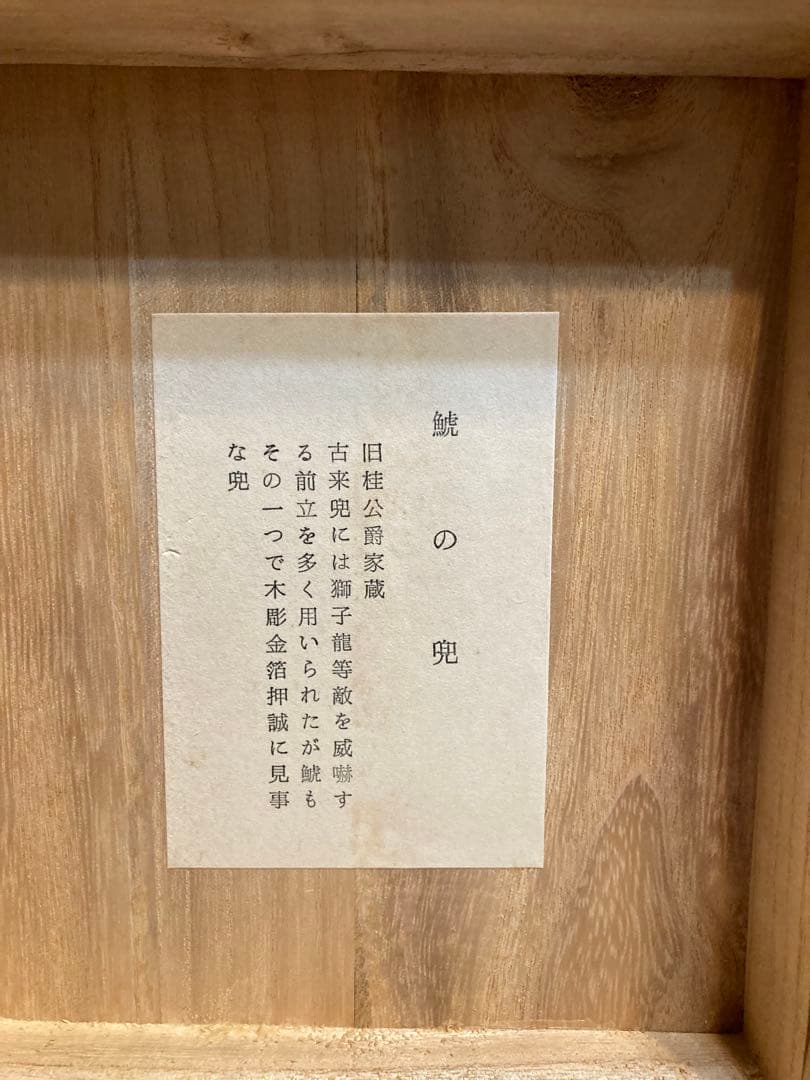 鯱の兜
旧桂公爵家蔵
古来兜には獅子龍等敵を威嚇す
る前立を多く用いられたが鯱も
その一つで木彫金箔押誠に見事
な兜